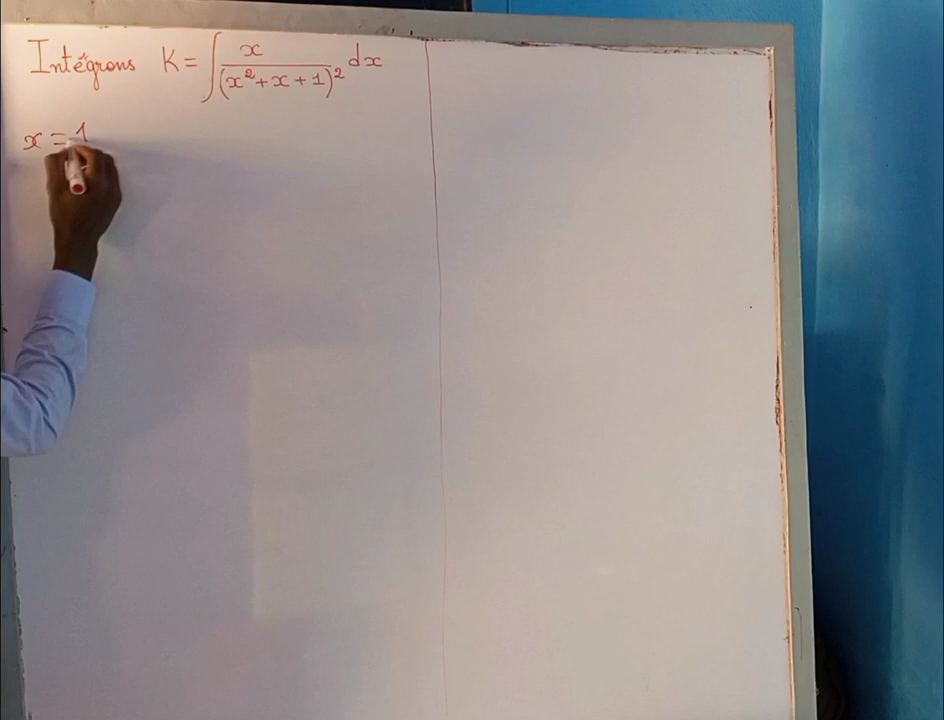 Intégrons K = ∫ x/(x²+x+1)² dx
x = 1